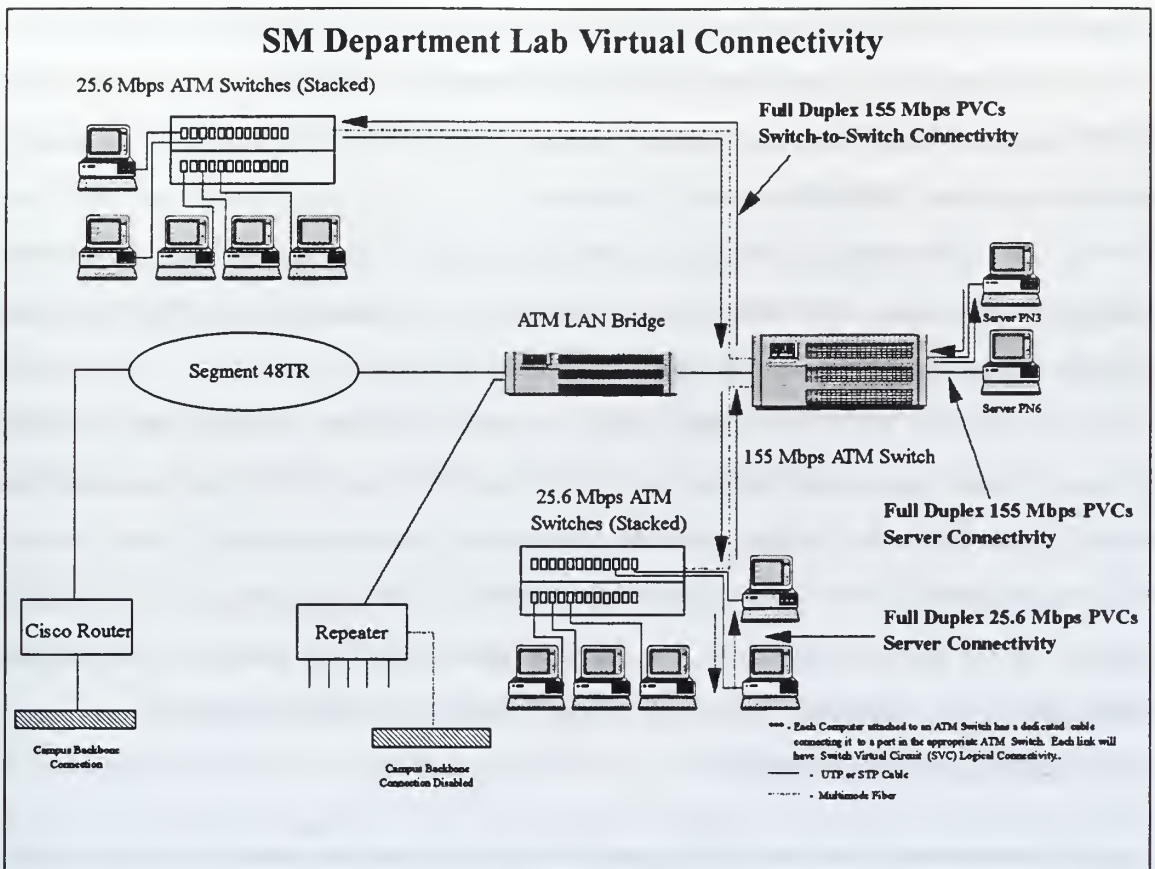 SM Department Lab Virtual Connectivity
25.6 Mbps ATM Switches (Stacked)
Full Duplex 155 Mbps PVCs
Switch-to-Switch Connectivity
Server PN3
ATM LAN Bridge
Segment 48TR
Server PN6
155 Mbps ATM Switch
25.6 Mbps ATM
Switches (Stacked)
Full Duplex 155 Mbps PVCs
Server Connectivity
Cisco Router
Repeater
Full Duplex 25.6 Mbps PVCs
Server Connectivity
Campus Backbone
Connection
Campus Backbone
Connection Disabled
*** - Each Computer attached to an ATM Switch has a dedicated cable
connecting it to a port in the appropriate ATM Switch. Each link will
have Switch Virtual Circuit (SVC) Logical Connectivity..
- UTP or STP Cable
- Multimode Fiber